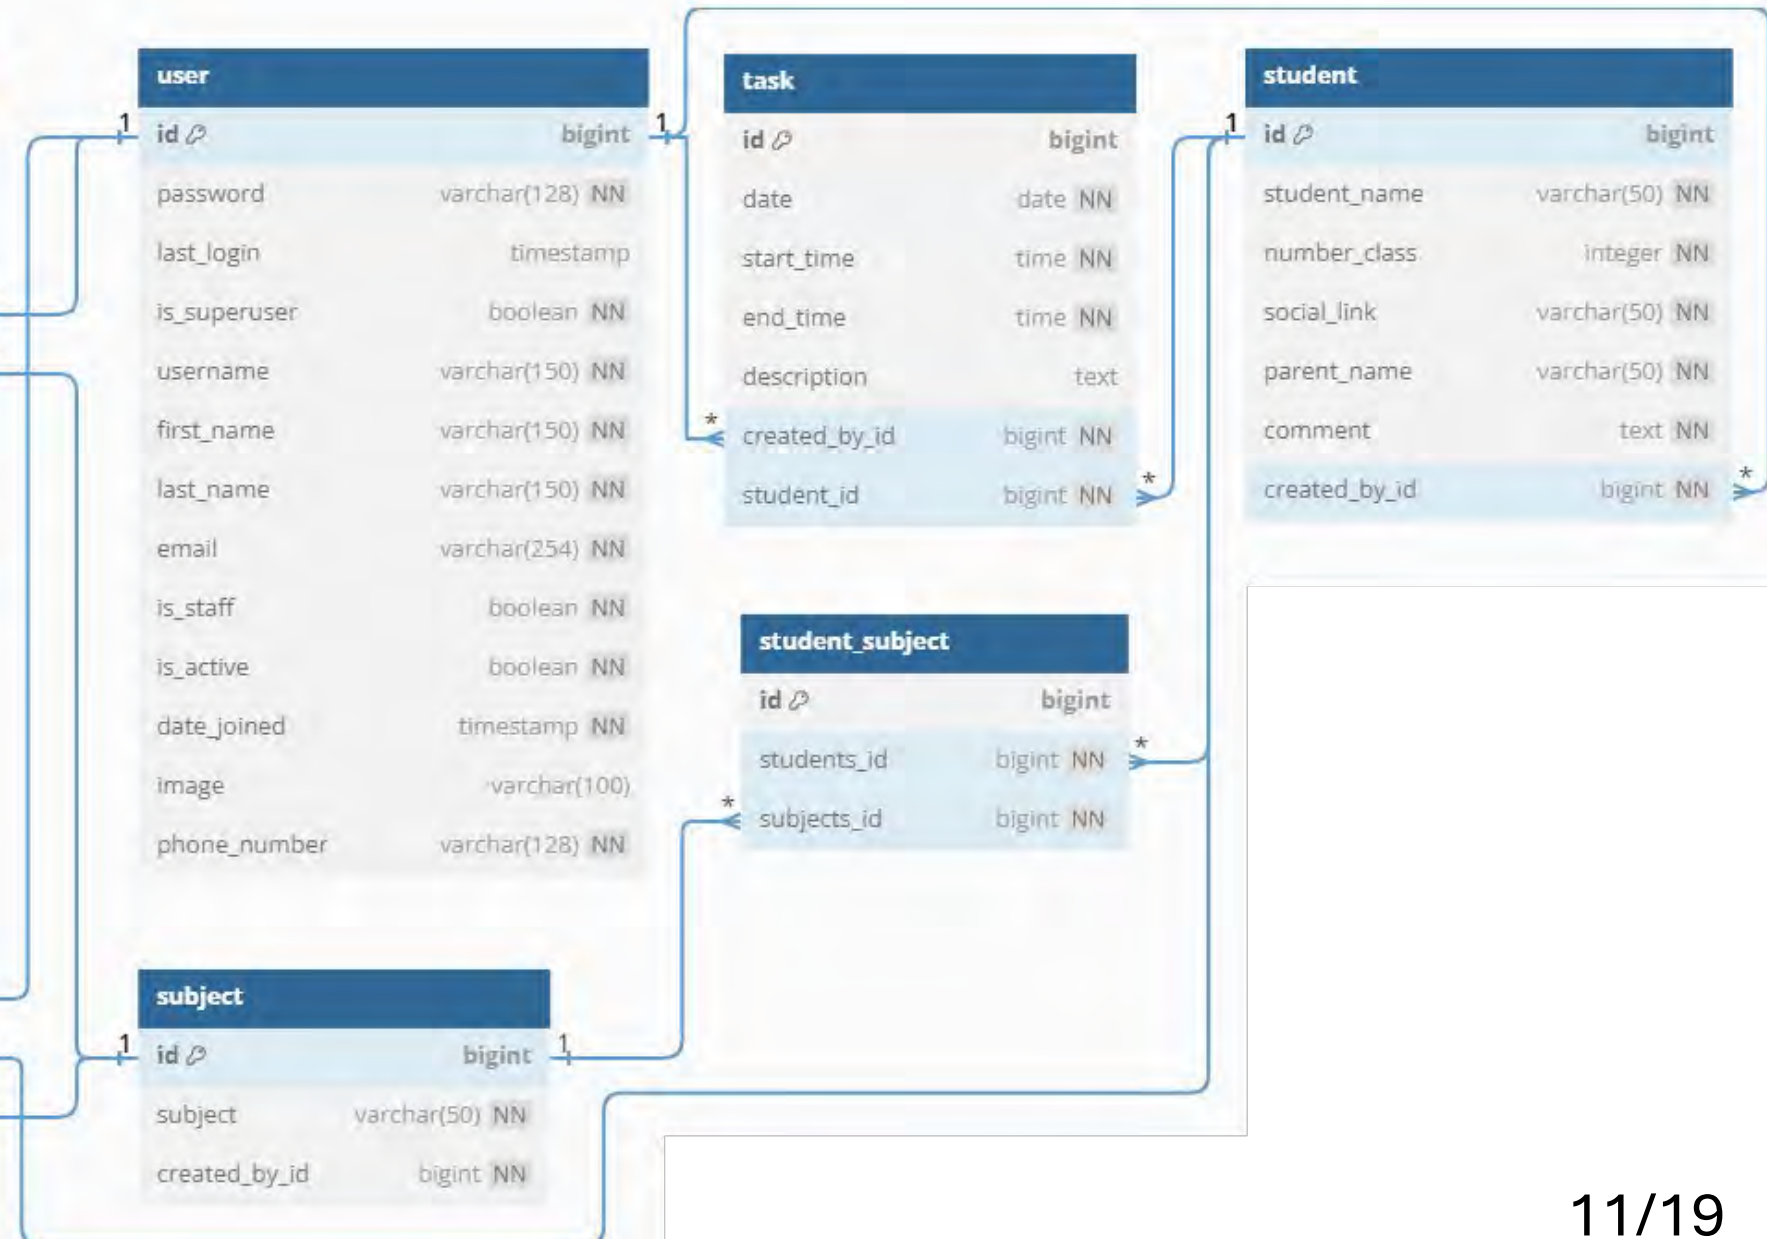 user
1 id bigint 1
password varchar(128) NN
last_login timestamp
is_superuser boolean NN
username varchar(150) NN
first_name varchar(150) NN
last_name varchar(150) NN
email varchar(254) NN
is_staff boolean NN
is_active boolean NN
date_joined timestamp NN
image varchar(100)
phone_number varchar(128) NN
task
id bigint
date date NN
start_time time NN
end_time time NN
description text
* created_by_id bigint NN
student_id bigint NN *
student
1 id bigint
student_name varchar(50) NN
number_class integer NN
social_link varchar(50) NN
parent_name varchar(50) NN
comment text NN
created_by_id bigint NN *
student_subject
id bigint
students_id bigint NN *
* subjects_id bigint NN
subject
1 id bigint 1
subject varchar(50) NN
created_by_id bigint NN
11/19